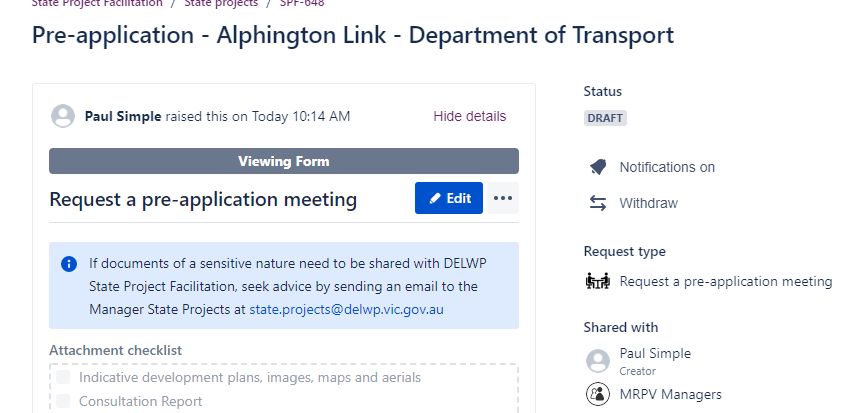 State Project Facilitation / State projects / SPF-648
Pre-application - Alphington Link - Department of Transport
Paul Simple raised this on Today 10:14 AM
Hide details
Viewing Form
Request a pre-application meeting
Edit
If documents of a sensitive nature need to be shared with DELWP
State Project Facilitation, seek advice by sending an email to the
Manager State Projects at state.projects@delwp.vic.gov.au
Attachment checklist
Indicative development plans, images, maps and aerials
Consultation Report
Status
DRAFT
Notifications on
Withdraw
Request type
Request a pre-application meeting
Shared with
Paul Simple
Creator
MRPV Managers